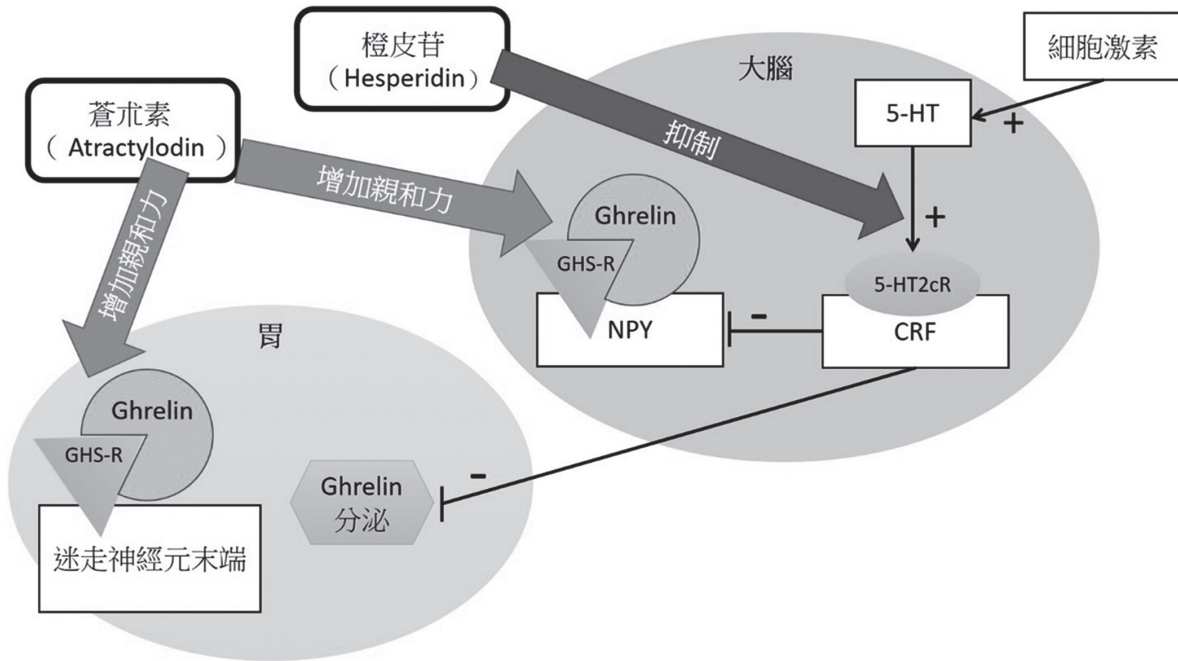 橙皮苷
（Hesperidin）
細胞激素
大腦
蒼朮素
（ Atractylodin ）
5-HT
+
抑制
增加親和力
+
Ghrelin
GHS-R
5-HT2cR
增加親和力
NPY
-
CRF
胃
Ghrelin
GHS-R
Ghrelin
分泌
-
迷走神經元末端